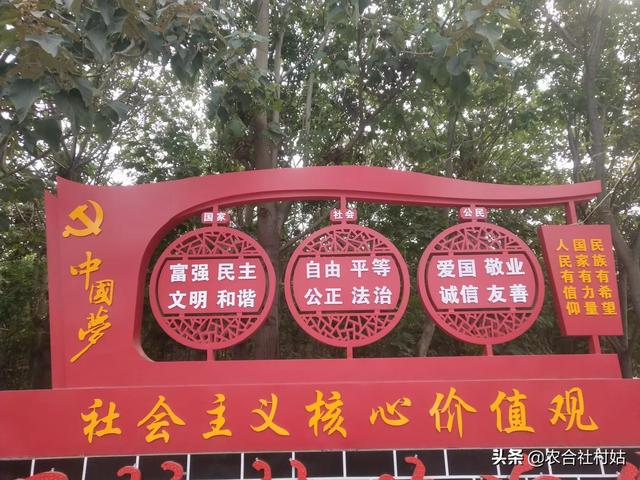 中國夢
国家
富强 民主
文明 和谐
社会
自由 平等
公正 法治
公民
爱国 敬业
诚信 友善
人民有信仰
国家有力量
民族有希望
社会主义核心价值观
头条 @农合社村姑